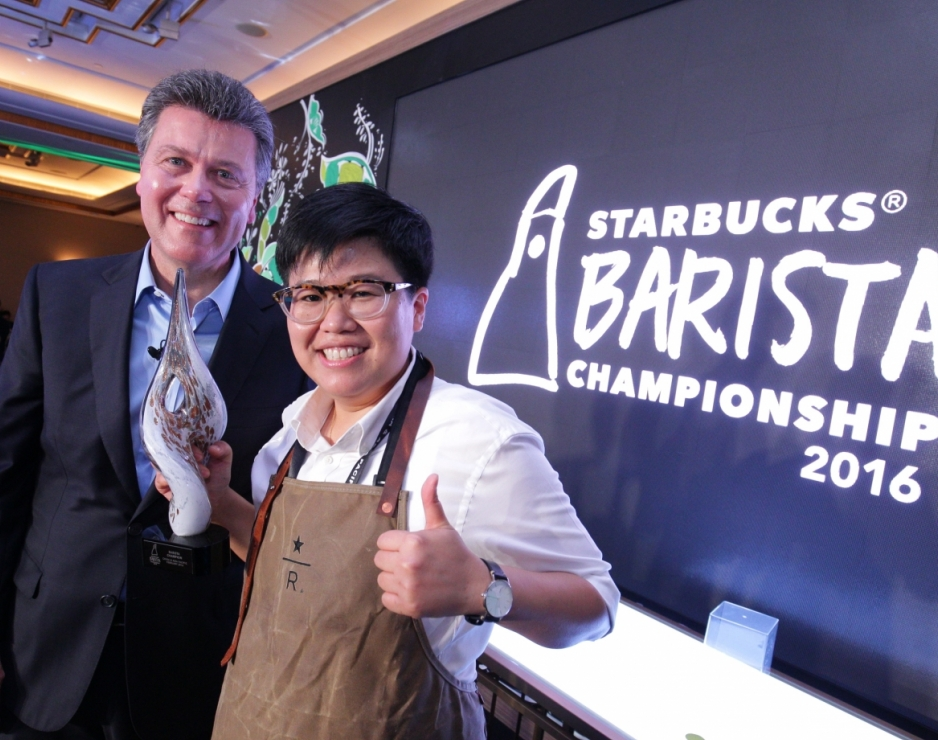 STARBUCKS®
BARISTA
CHAMPIONSHIP
2016
★
R.